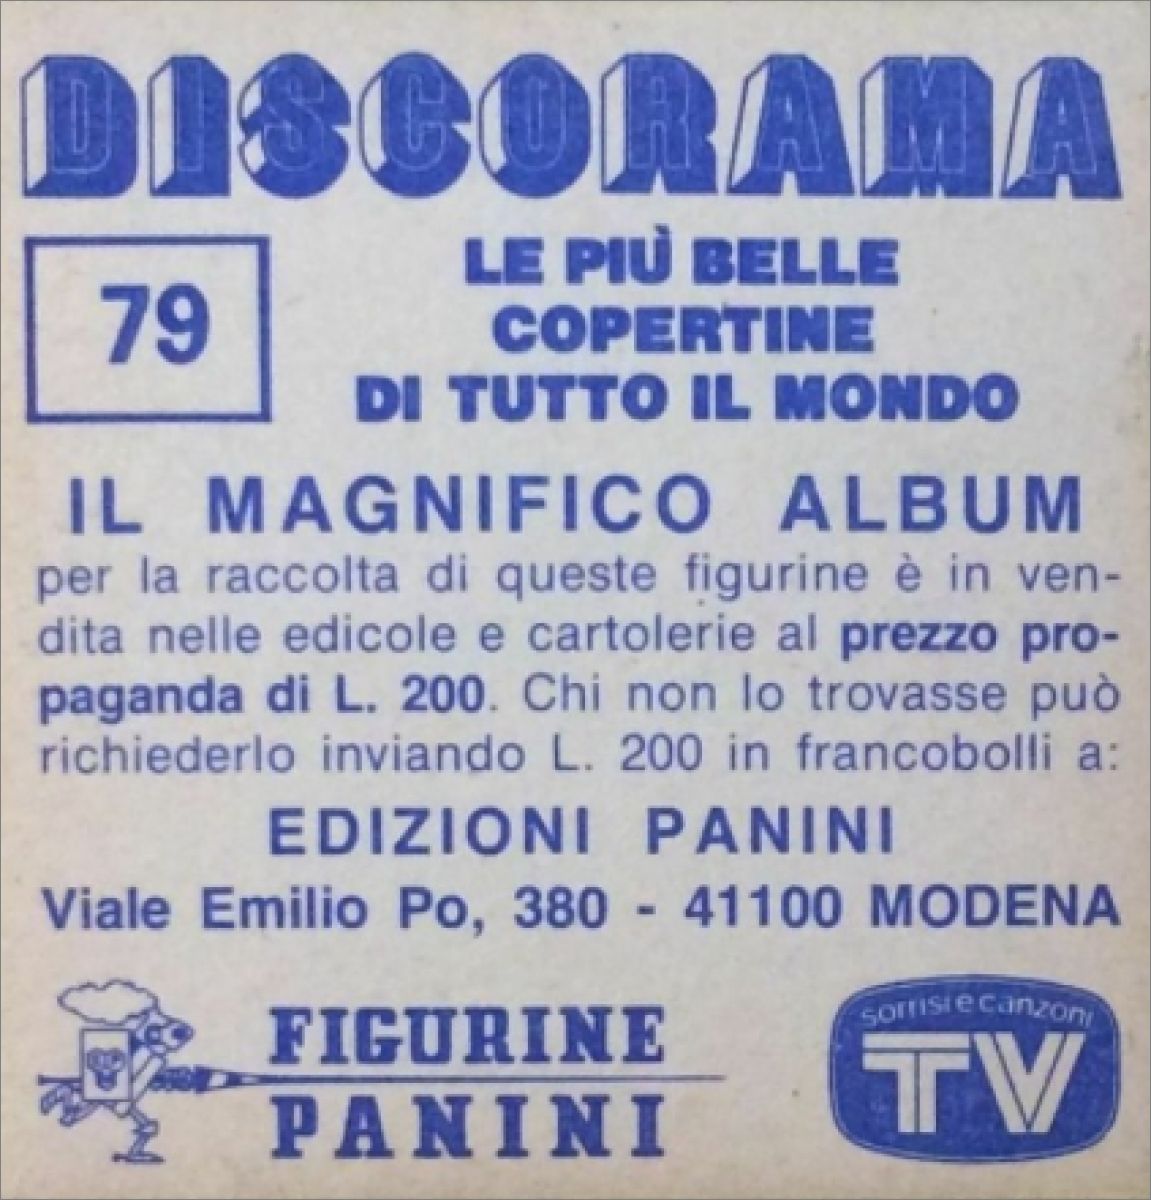 DISCORAMA
79
LE PIÙ BELLE
COPERTINE
DI TUTTO IL MONDO
IL MAGNIFICO ALBUM
per la raccolta di queste figurine è in ven-
dita nelle edicole e cartolerie al prezzo pro-
paganda di L. 200. Chi non lo trovasse può
richiederlo inviando L. 200 in francobolli a:
EDIZIONI PANINI
Viale Emilio Po, 380 - 41100 MODENA
FIGURINE
PANINI
sorrisi e canzoni
TV